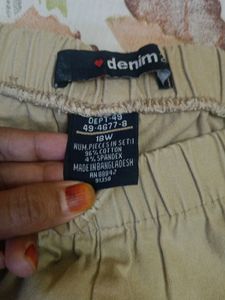 denim
DEPT-49
49-4677-8
18W
NUM.PIECES IN SET:1
96% COTTON
4% SPANDEX
MADE IN BANGLADESH
RN 88842
91350